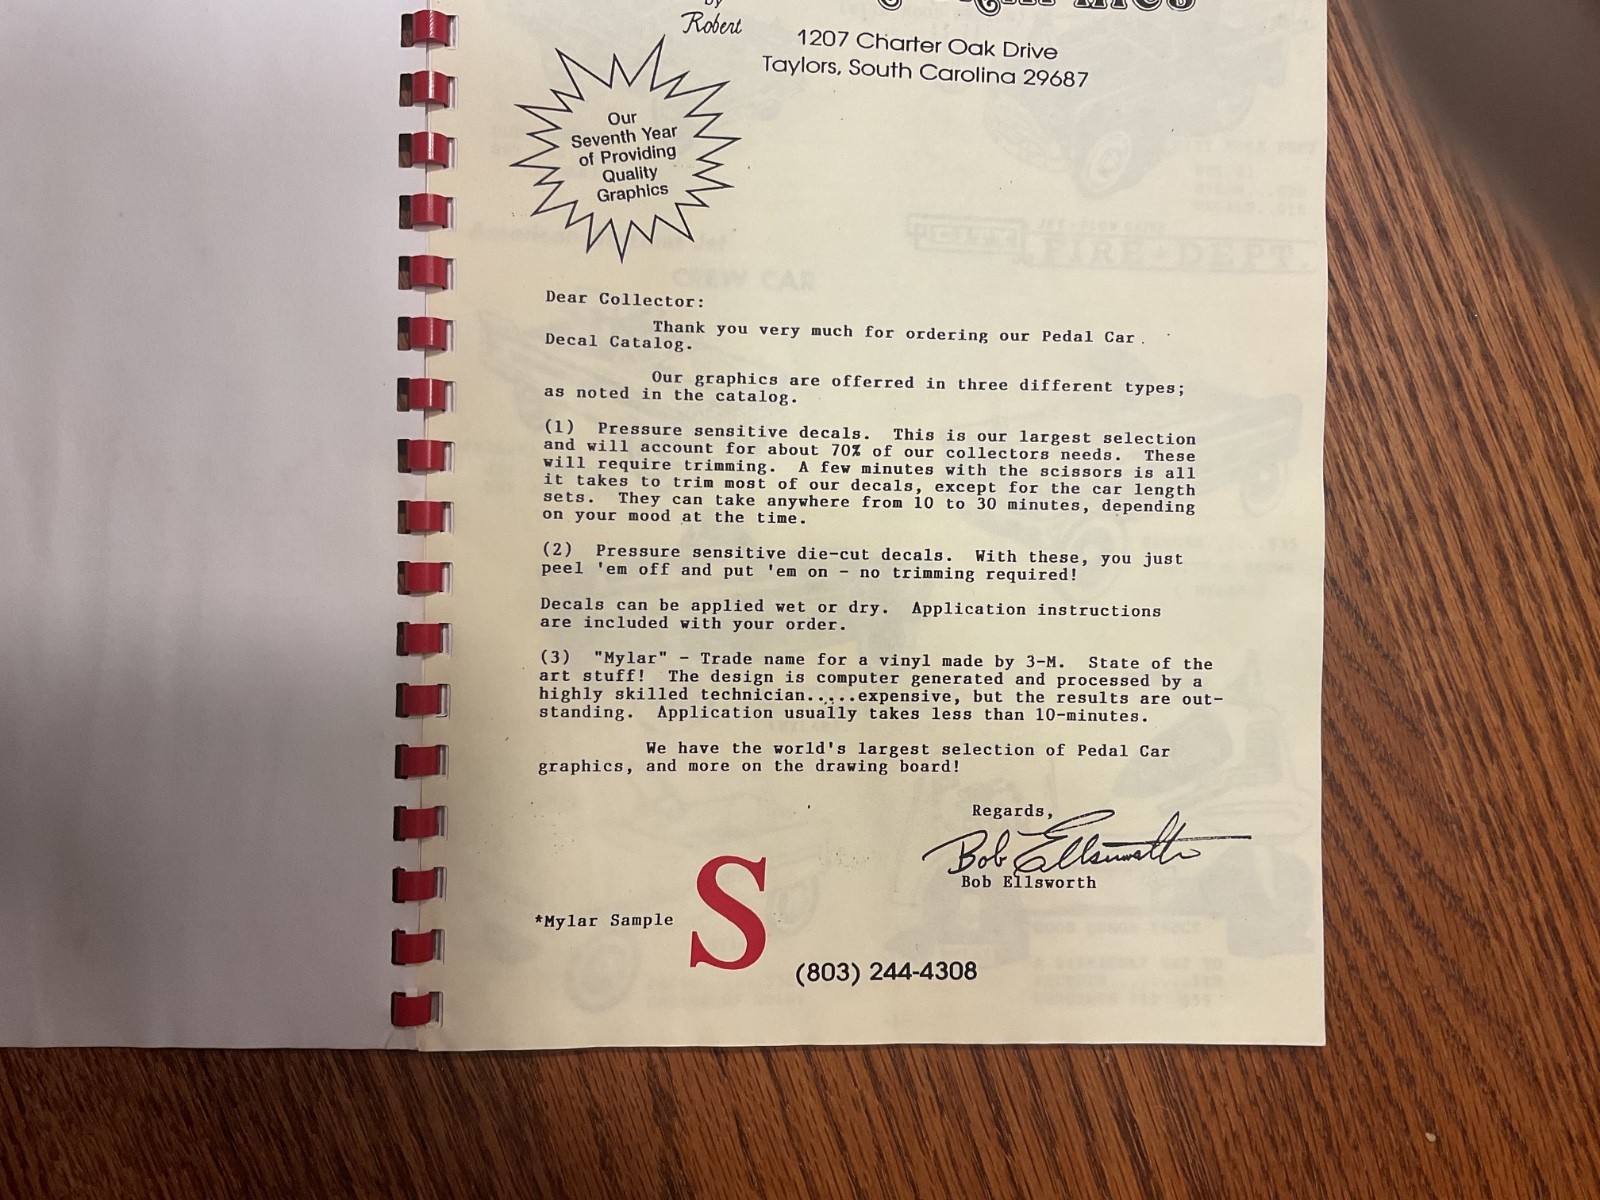 by
Robert
1207 Charter Oak Drive
Taylors, South Carolina 29687
Our
Seventh Year
of Providing
Quality
Graphics
Dear Collector:
Thank you very much for ordering our Pedal Car
Decal Catalog.
Our graphics are offerred in three different types;
as noted in the catalog.
(1) Pressure sensitive decals. This is our largest selection
and will account for about 70% of our collectors needs. These
will require trimming. A few minutes with the scissors is all
it takes to trim most of our decals, except for the car length
sets. They can take anywhere from 10 to 30 minutes, depending
on your mood at the time.
(2) Pressure sensitive die-cut decals. With these, you just
peel 'em off and put 'em on - no trimming required!
Decals can be applied wet or dry. Application instructions
are included with your order.
(3) "Mylar" - Trade name for a vinyl made by 3-M. State of the
art stuff! The design is computer generated and processed by a
highly skilled technician.....expensive, but the results are out-
standing. Application usually takes less than 10-minutes.
We have the world's largest selection of Pedal Car
graphics, and more on the drawing board!
Regards,
Bob Ellsworth
Bob Ellsworth
*Mylar Sample
S
(803) 244-4308